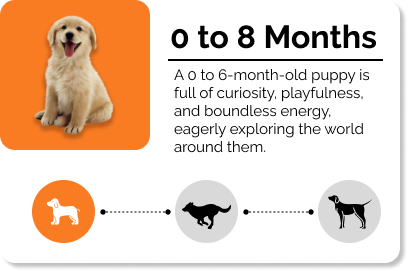 0 to 8 Months
A 0 to 6-month-old puppy is
full of curiosity, playfulness,
and boundless energy,
eagerly exploring the world
around them.